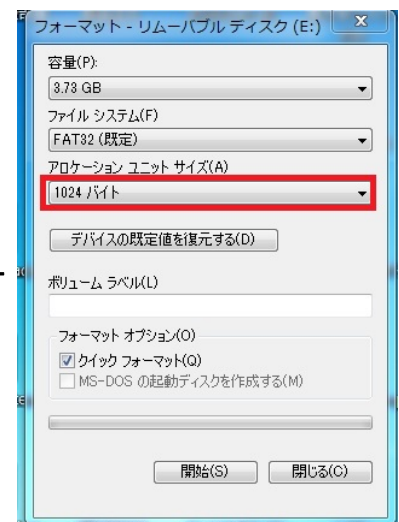 フォーマット - リムーバブル ディスク (E:)
容量(P):
3.73 GB
ファイル システム(F)
FAT32 (既定)
アロケーション ユニット サイズ(A)
1024 バイト
デバイスの既定値を復元する(D)
ボリューム ラベル(L)
フォーマット オプション(O)
クイック フォーマット(Q)
MS-DOS の起動ディスクを作成する(M)
開始(S)
閉じる(C)